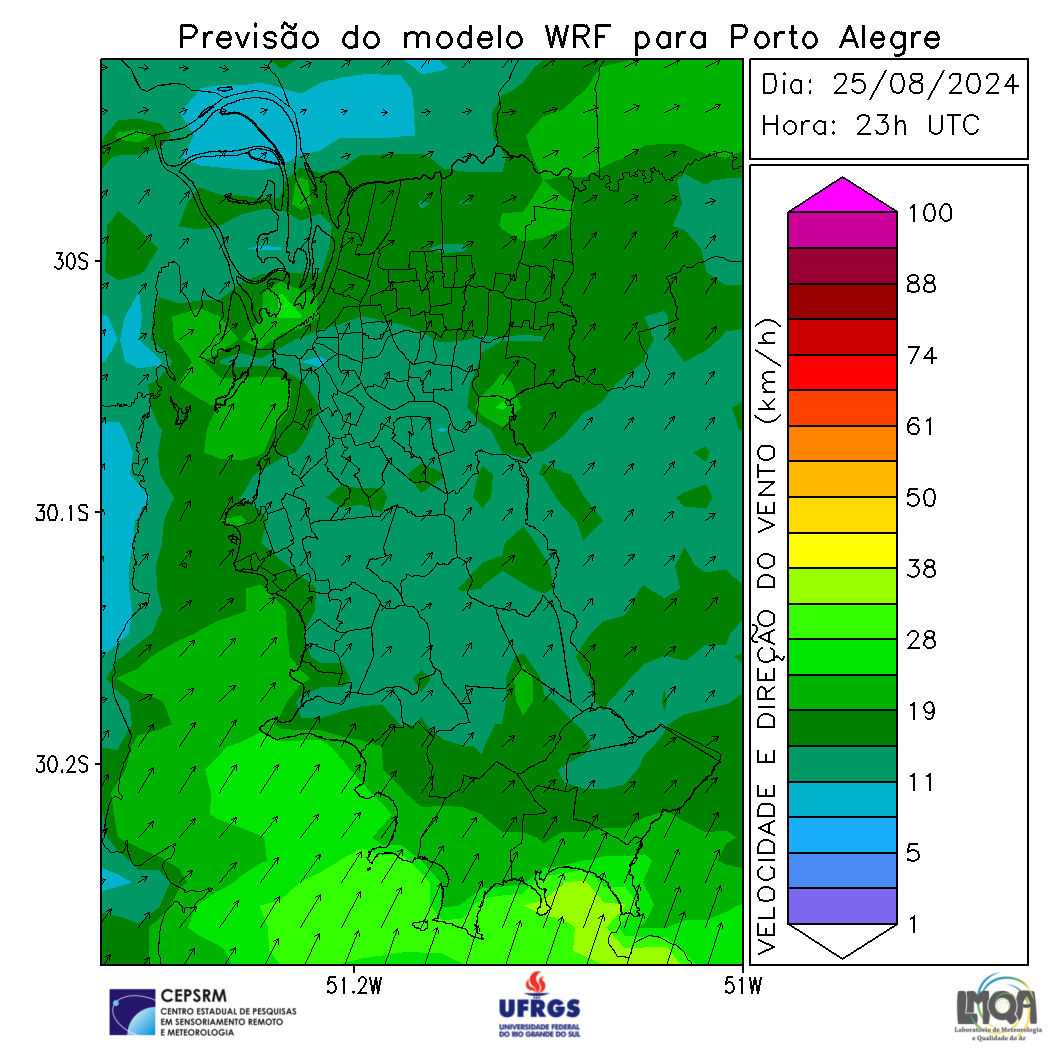 Previsão do modelo WRF para Porto Alegre
Dia: 25/08/2024
Hora: 23h UTC
30S
30.1S
30.2S
51.2W
51W
VELOCIDADE E DIREÇÃO DO VENTO (km/h)
100
88
74
61
50
38
28
19
11
5
1
CEPSRM
CENTRO ESTADUAL DE PESQUISAS
EM SENSORIAMENTO REMOTO
E METEOROLOGIA
UFRGS
UNIVERSIDADE FEDERAL
DO RIO GRANDE DO SUL
LMQA
Laboratório de Meteorologia
e Qualidade do Ar